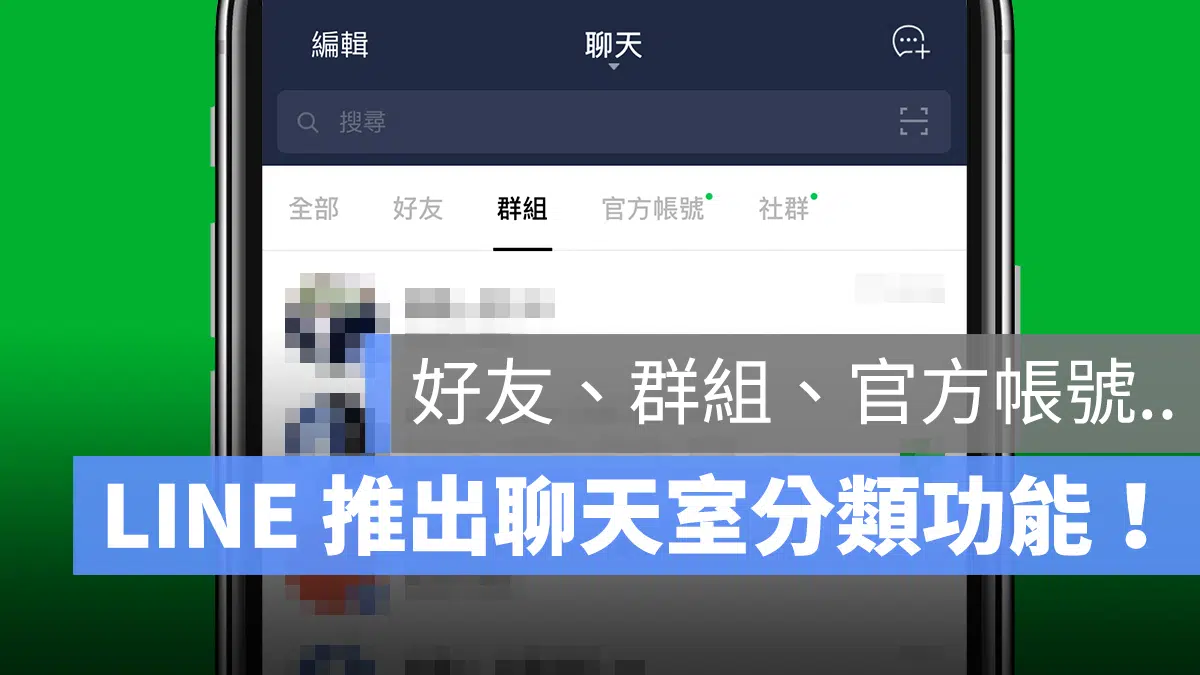 編輯 聊天
搜尋
全部 好友 群組 官方帳號 社群
好友、群組、官方帳號..
LINE 推出聊天室分類功能！